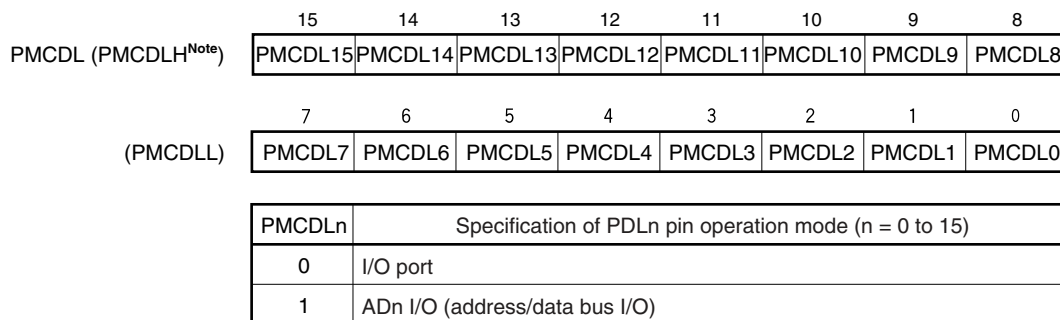 15 14 13 12 11 10 9 8
PMCDL (PMCDLH^Note) PMCDL15 PMCDL14 PMCDL13 PMCDL12 PMCDL11 PMCDL10 PMCDL9 PMCDL8
7 6 5 4 3 2 1 0
(PMCDLL) PMCDL7 PMCDL6 PMCDL5 PMCDL4 PMCDL3 PMCDL2 PMCDL1 PMCDL0
PMCDLn Specification of PDLn pin operation mode (n = 0 to 15)
0 I/O port
1 ADn I/O (address/data bus I/O)